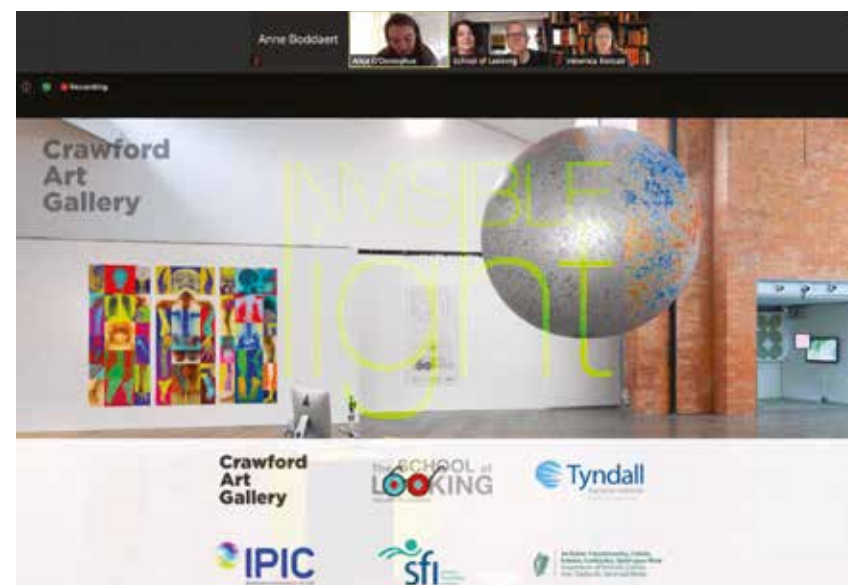 Anne Boddaert
Alice O'Donoghue
School of Looking
Veronica
Recording
Crawford
Art
Gallery
INVISIBLE
light
Crawford
Art
Gallery
The SCHOOL of
LOOKING
Tyndall
IPIC
sfi